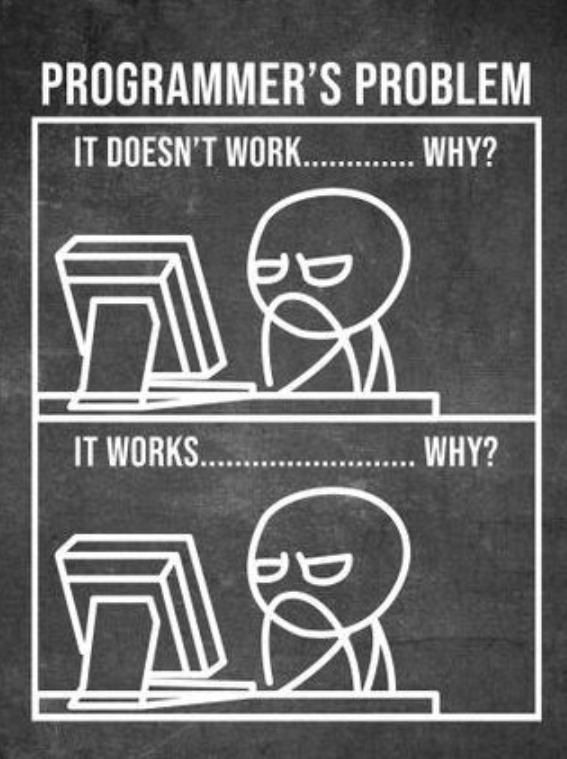 PROGRAMMER'S PROBLEM
IT DOESN'T WORK............. WHY?
IT WORKS......................... WHY?